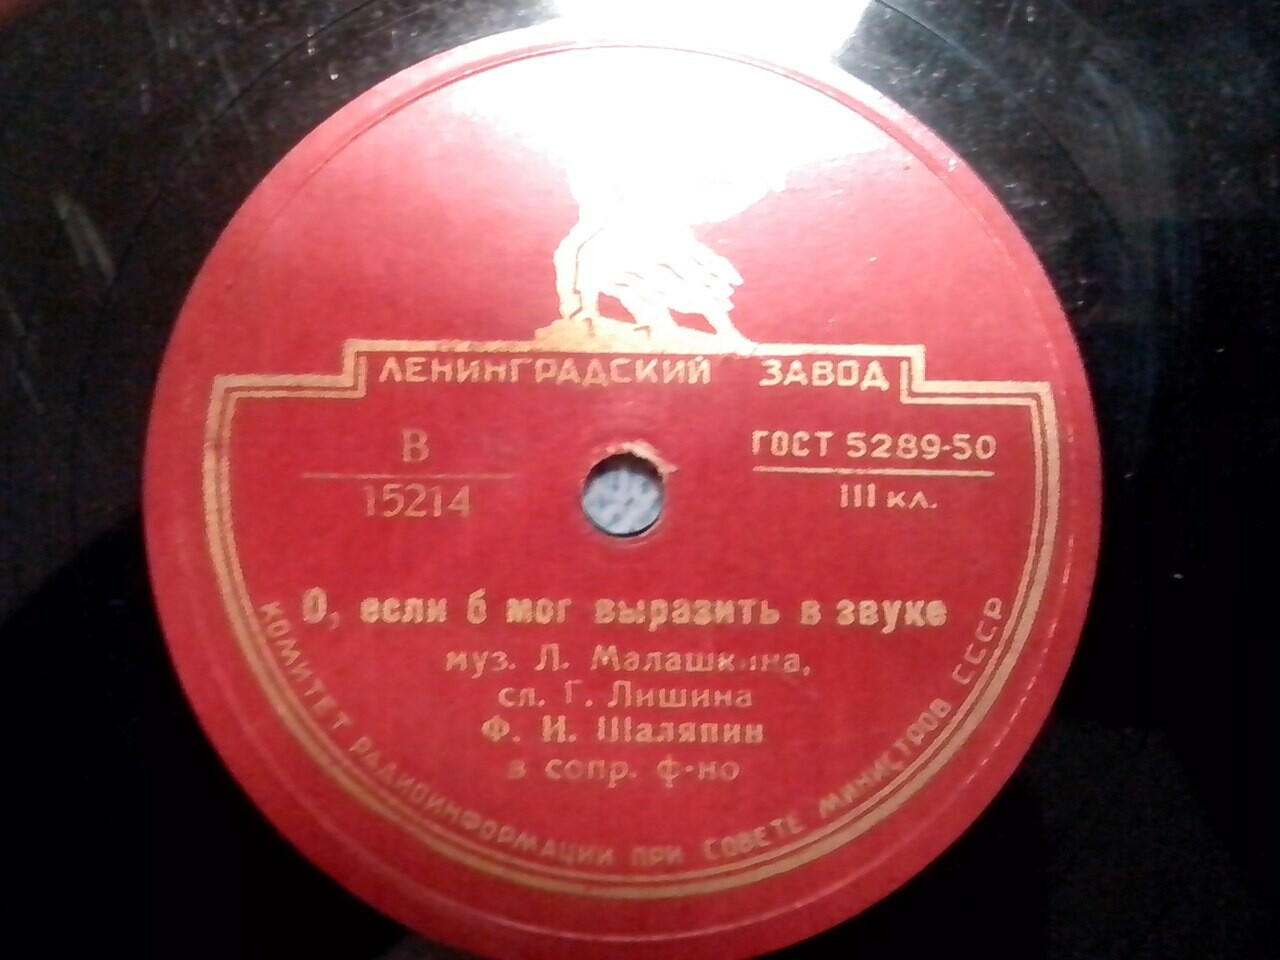 ЛЕНИНГРАДСКИЙ ЗАВОД
В
15214
ГОСТ 5289-50
III кл.
О, если б мог выразить в звуке
муз. Л. Малашкина,
сл. Г. Лишина
Ф. И. Шаляпин
в сопр. ф-но
КОМИТЕТ РАДИОИНФОРМАЦИИ ПРИ СОВЕТЕ МИНИСТРОВ СССР